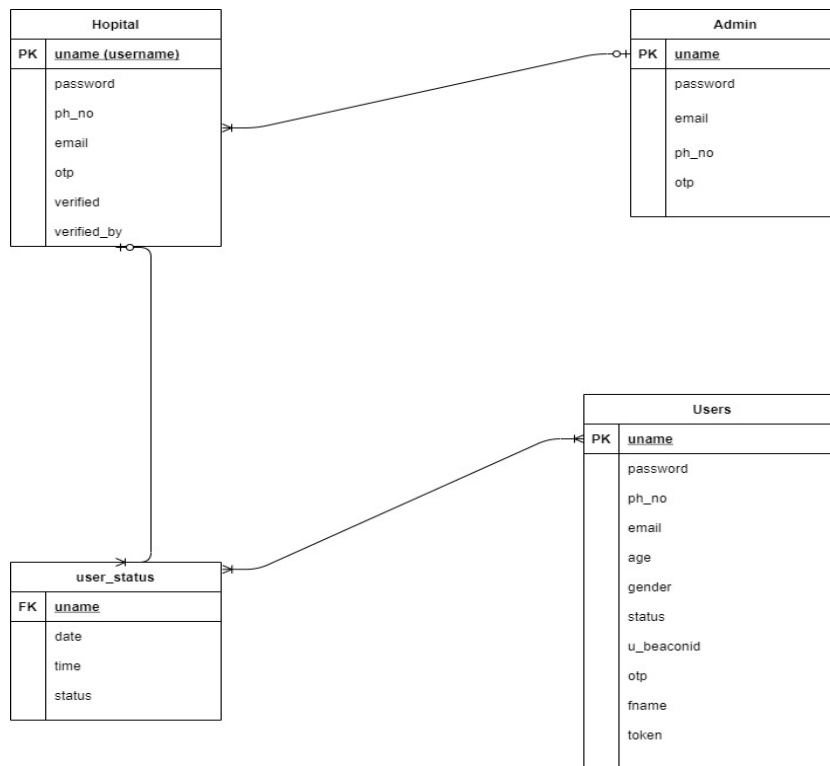 Hopital
PK uname (username)
password
ph_no
email
otp
verified
verified_by
Admin
PK uname
password
email
ph_no
otp
user_status
FK uname
date
time
status
Users
PK uname
password
ph_no
email
age
gender
status
u_beaconid
otp
fname
token